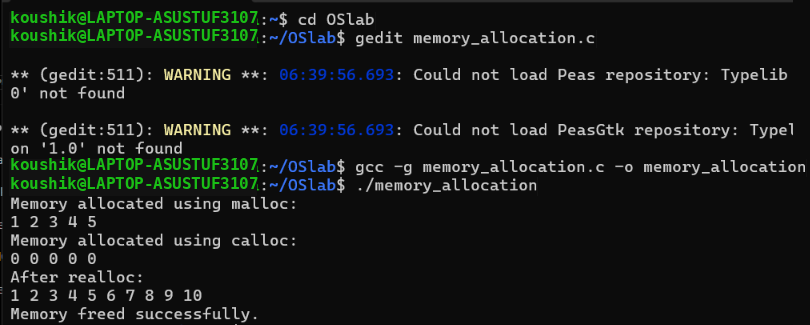 koushik@LAPTOP-ASUSTUF3107:~$ cd OSlab
koushik@LAPTOP-ASUSTUF3107:~/OSlab$ gedit memory_allocation.c
** (gedit:511): WARNING **: 06:39:56.693: Could not load Peas repository: Typelib
0' not found
** (gedit:511): WARNING **: 06:39:56.693: Could not load PeasGtk repository: Typel
on '1.0' not found
koushik@LAPTOP-ASUSTUF3107:~/OSlab$ gcc -g memory_allocation.c -o memory_allocation
koushik@LAPTOP-ASUSTUF3107:~/OSlab$ ./memory_allocation
Memory allocated using malloc:
1 2 3 4 5
Memory allocated using calloc:
0 0 0 0 0
After realloc:
1 2 3 4 5 6 7 8 9 10
Memory freed successfully.